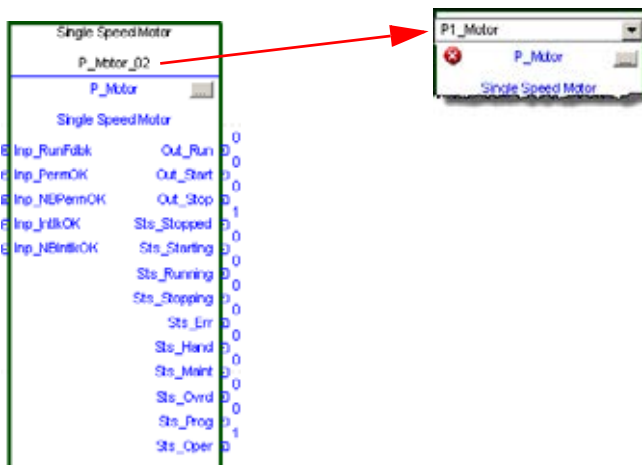 Single Speed Motor
P_Motor_02
P_Motor ...
Single Speed Motor
Inp_RunFdbk Out_Run 0
Inp_PermOK Out_Start 0
Inp_NBPermOK Out_Stop 0
Inp_IntlkOK Sts_Stopped 1
Inp_NBIntlkOK Sts_Starting 0
Sts_Running 0
Sts_Stopping 0
Sts_Err 0
Sts_Hand 0
Sts_Maint 0
Sts_Ovrd 0
Sts_Prog 0
Sts_Oper 1
P1_Motor
P_Motor ...
Single Speed Motor